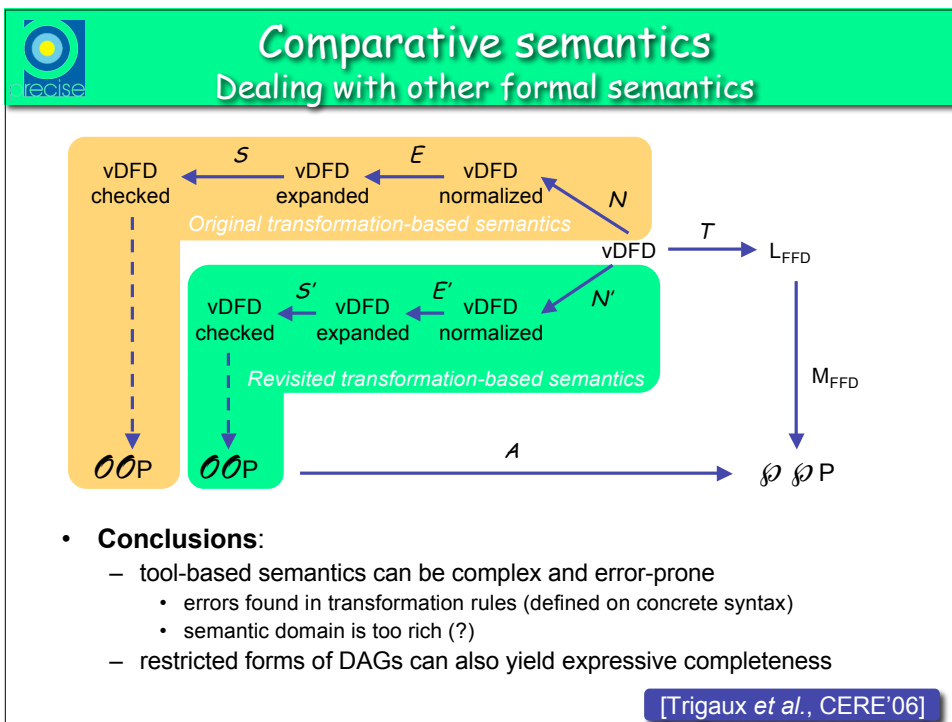 Comparative semantics
Dealing with other formal semantics
precise
S
E
vDFD checked
vDFD expanded
vDFD normalized
N
Original transformation-based semantics
vDFD
T
L_FFD
S'
E'
N'
vDFD checked
vDFD expanded
vDFD normalized
Revisited transformation-based semantics
M_FFD
𝒪𝒪P
𝒪𝒪P
A
℘ ℘ P
• Conclusions:
– tool-based semantics can be complex and error-prone
• errors found in transformation rules (defined on concrete syntax)
• semantic domain is too rich (?)
– restricted forms of DAGs can also yield expressive completeness
[Trigaux et al., CERE'06]